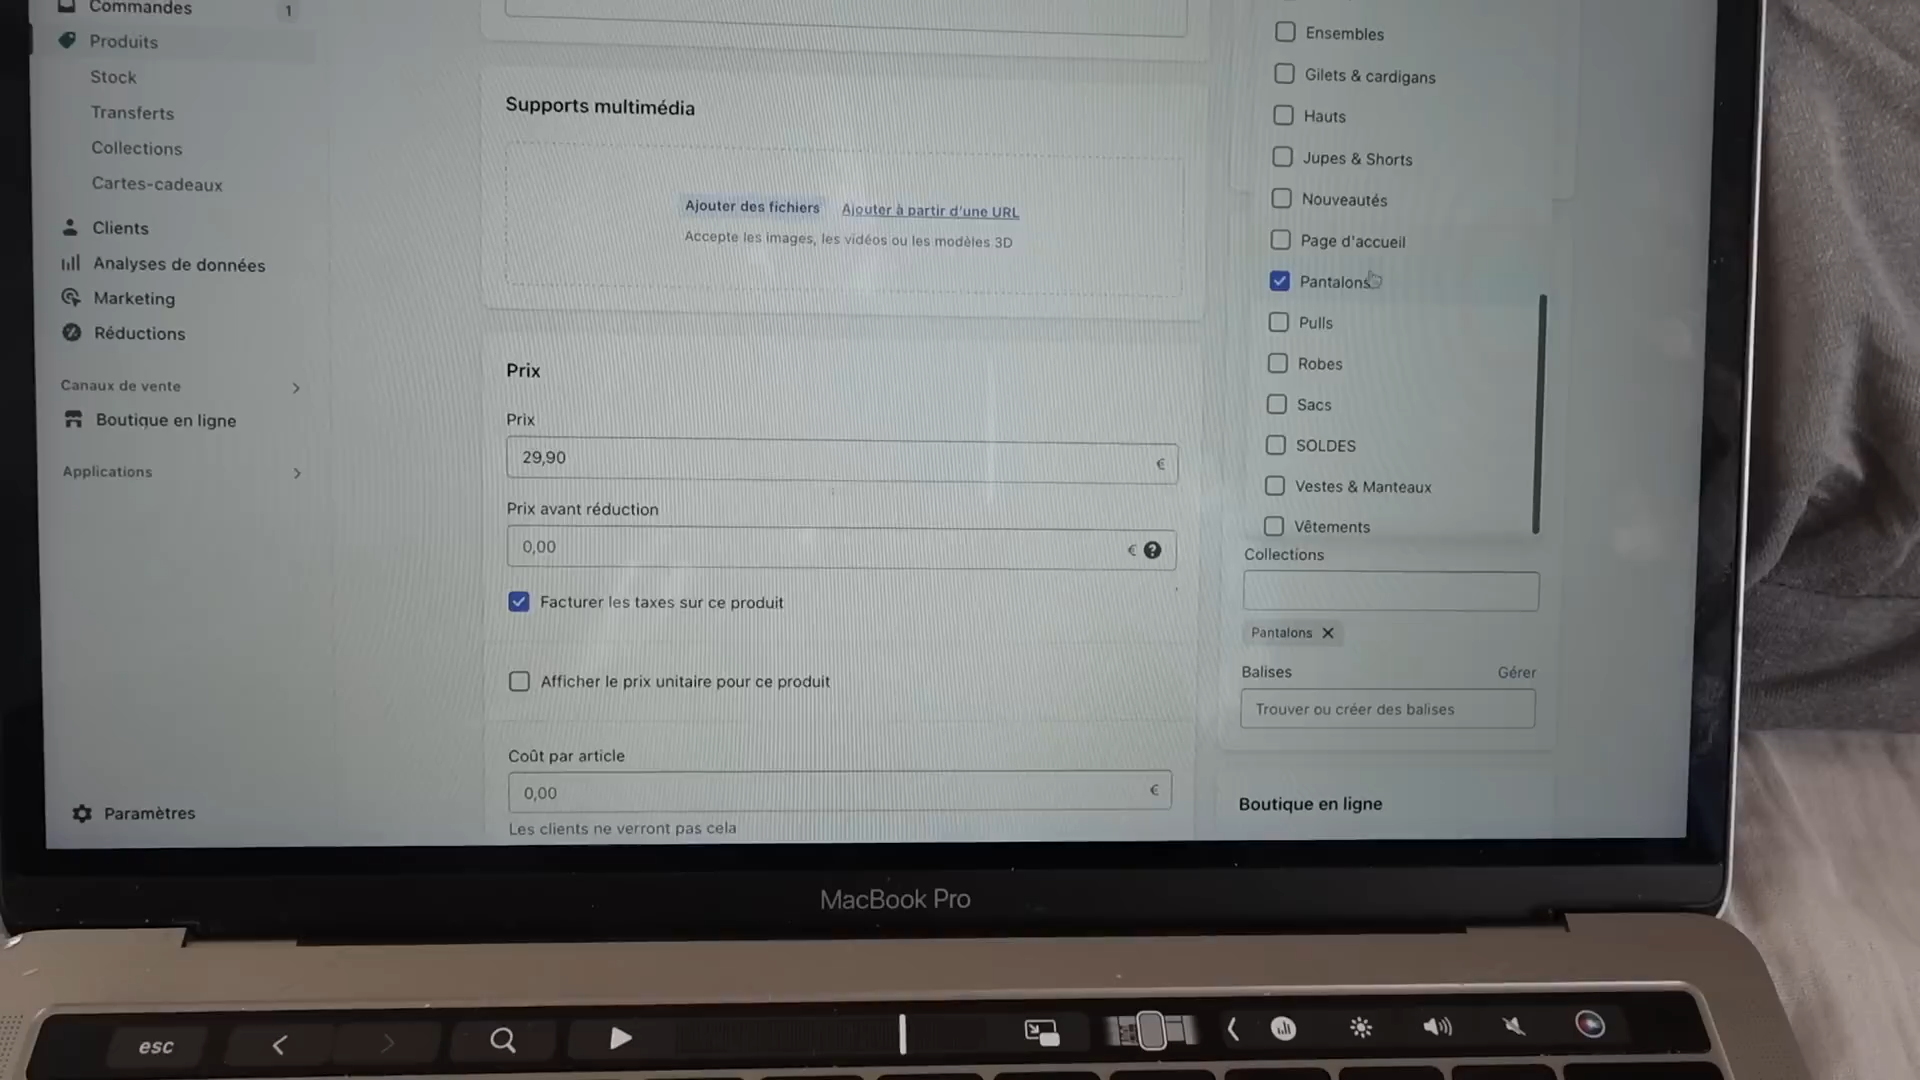 Commandes 1
Produits
Stock
Transferts
Collections
Cartes-cadeaux
Clients
Analyses de données
Marketing
Réductions
Canaux de vente
Boutique en ligne
Applications
Paramètres
Supports multimédia
Ajouter des fichiers Ajouter à partir d'une URL
Accepte les images, les vidéos ou les modèles 3D
Prix
Prix
29,90 €
Prix avant réduction
0,00 € ?
Facturer les taxes sur ce produit
Afficher le prix unitaire pour ce produit
Coût par article
0,00 €
Les clients ne verront pas cela
Ensembles
Gilets & cardigans
Hauts
Jupes & Shorts
Nouveautés
Page d'accueil
Pantalons
Pulls
Robes
Sacs
SOLDES
Vestes & Manteaux
Vêtements
Collections
Pantalons
Balises Gérer
Trouver ou créer des balises
Boutique en ligne
MacBook Pro
esc